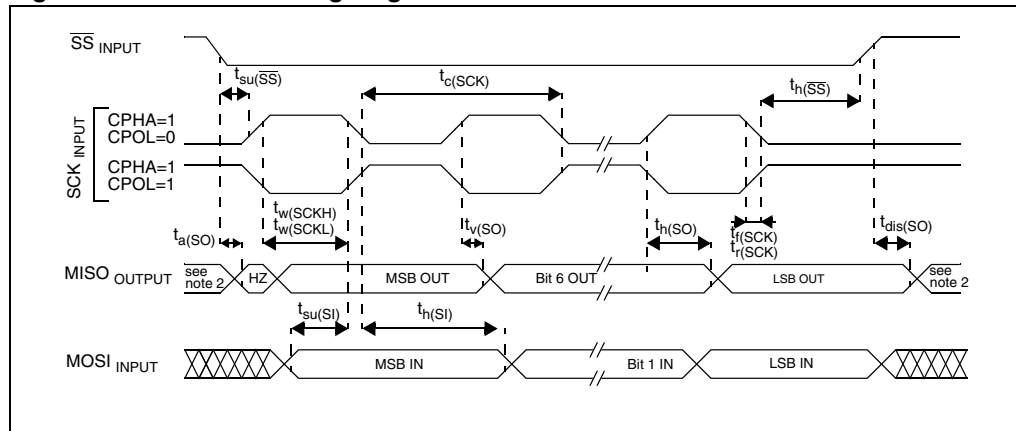 SS INPUT
tsu(SS)
tc(SCK)
th(SS)
SCK INPUT
CPHA=1
CPOL=0
CPHA=1
CPOL=1
tw(SCKH)
tw(SCKL)
ta(SO)
tv(SO)
th(SO)
tf(SCK)
tr(SCK)
tdis(SO)
MISO OUTPUT
see note 2
HZ
MSB OUT
Bit 6 OUT
LSB OUT
see note 2
tsu(SI)
th(SI)
MOSI INPUT
MSB IN
Bit 1 IN
LSB IN